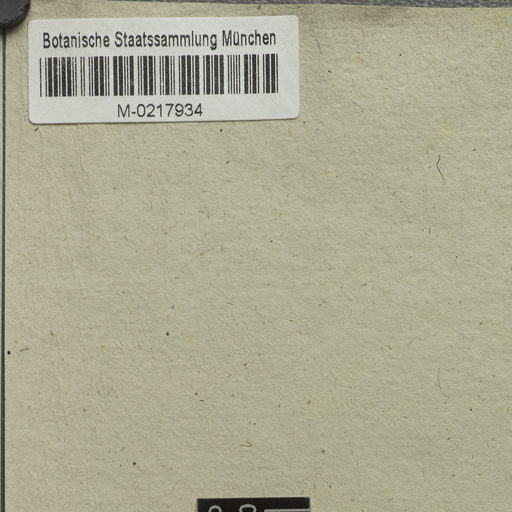 Botanische Staatssammlung München
M-0217934